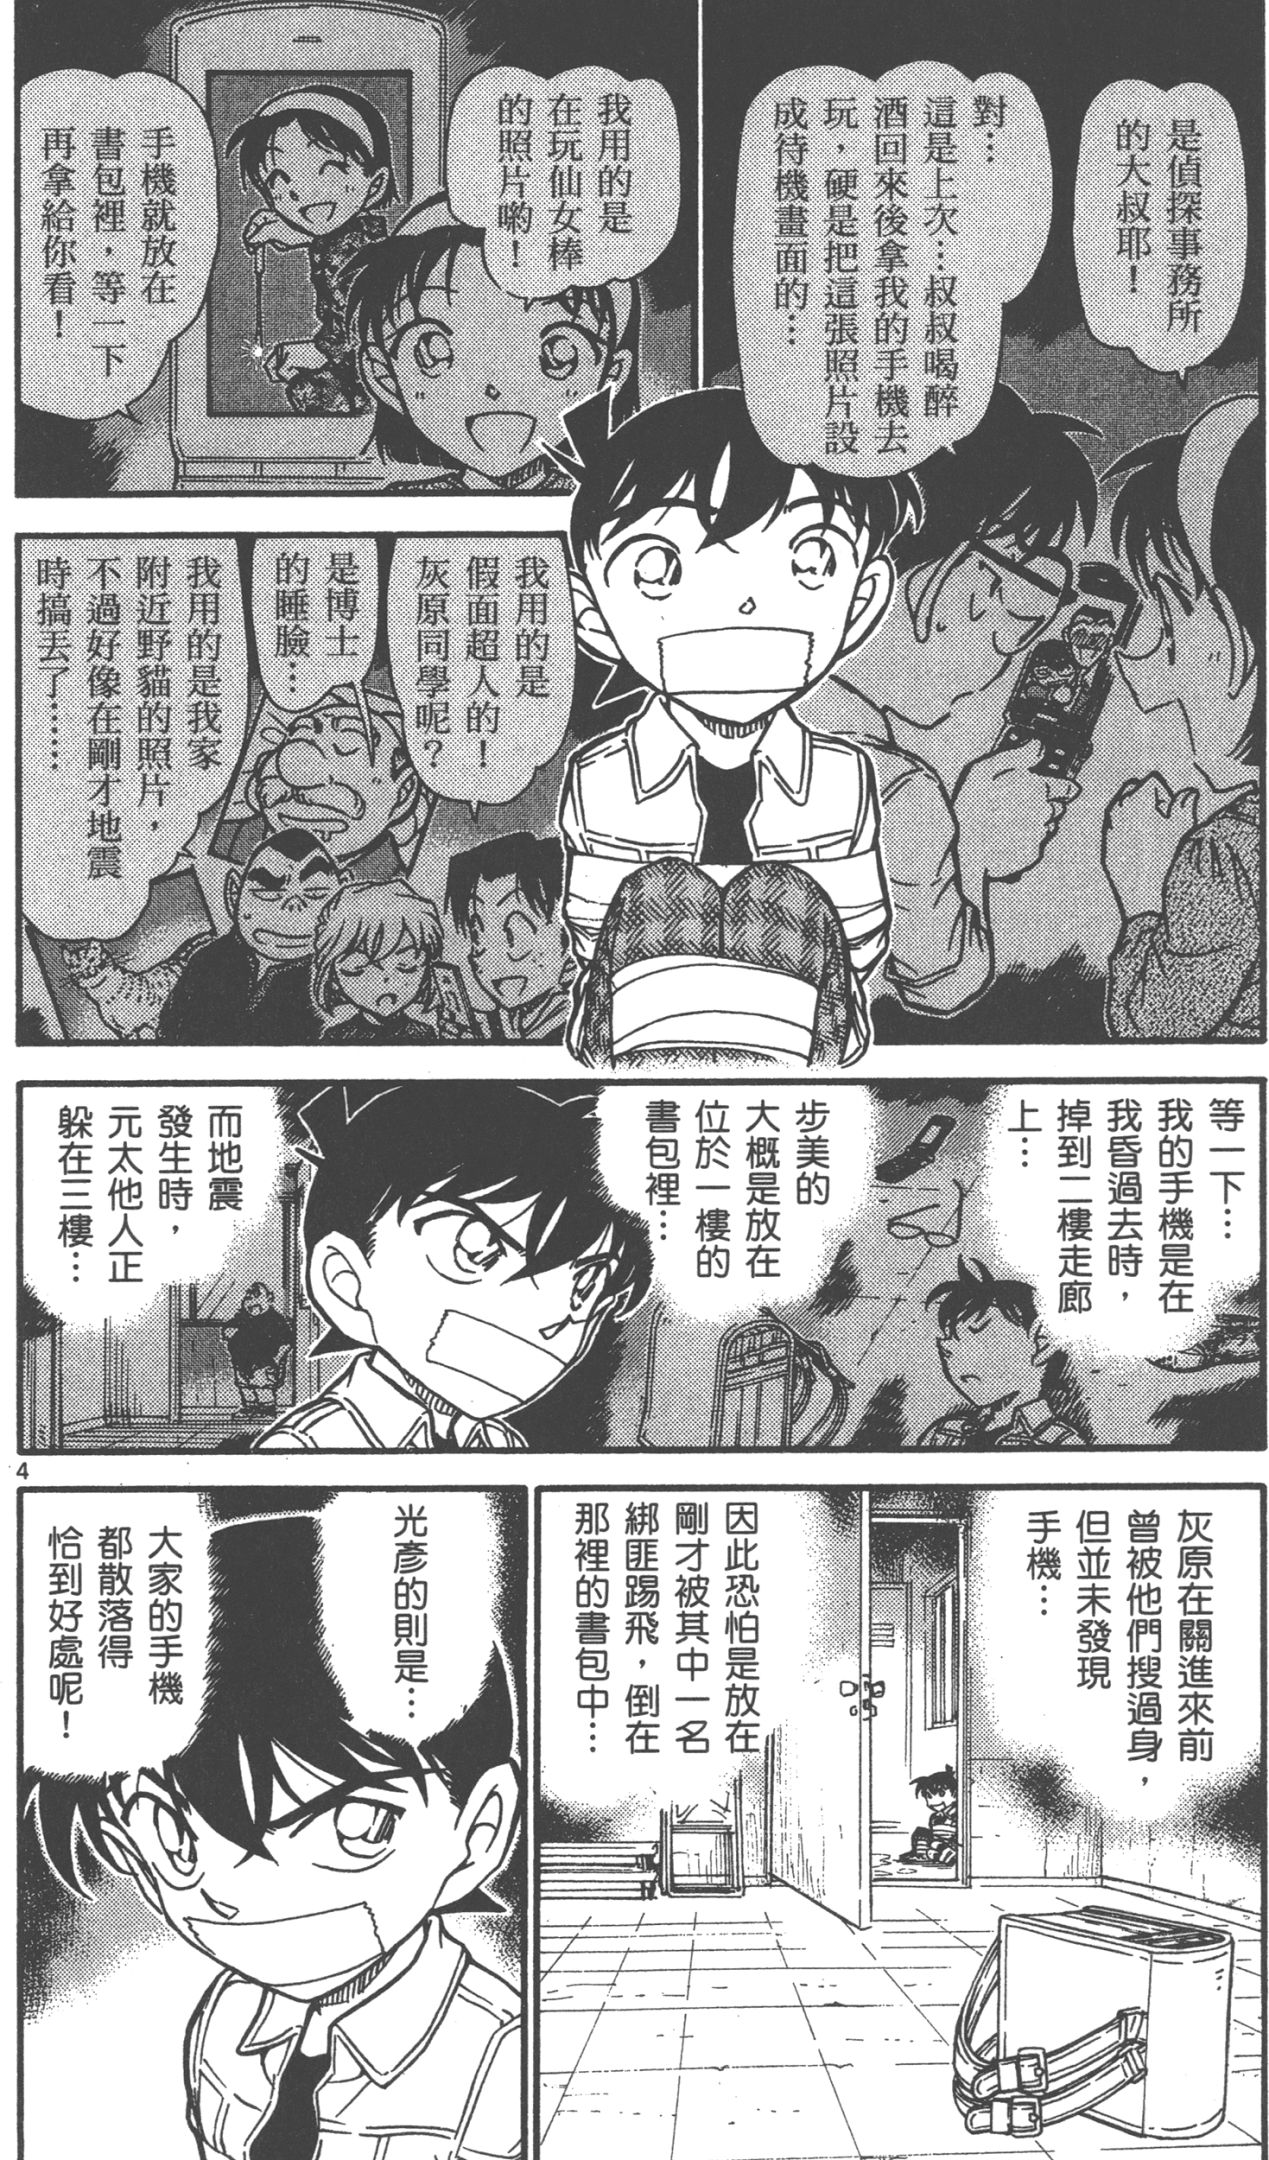 是偵探事務所
的大叔耶！
對…
這是上次…叔叔喝醉
酒回來後拿我的手機去
玩，硬是把這張照片設
成待機畫面的…
我用的是
在玩仙女棒
的照片喲！
手機就放在
書包裡，等一下
再拿給你看！
我用的是
假面超人的！
灰原同學呢？
是博士
的睡臉…
我用的是我家
附近野貓的照片，
不過好像在剛才地震
時搞丟了……
等一下…
我的手機是在
我昏過去時，
掉到二樓走廊
上…
步美的
大概是放在
位於一樓的
書包裡…
而地震
發生時，
元太他人正
躲在三樓…
4
灰原在關進來前
曾被他們搜過身，
但並未發現
手機…
因此恐怕是放在
剛才被其中一名
綁匪踢飛，倒在
那裡的書包中…
光彥的則是…
大家的手機
都散落得
恰到好處呢！